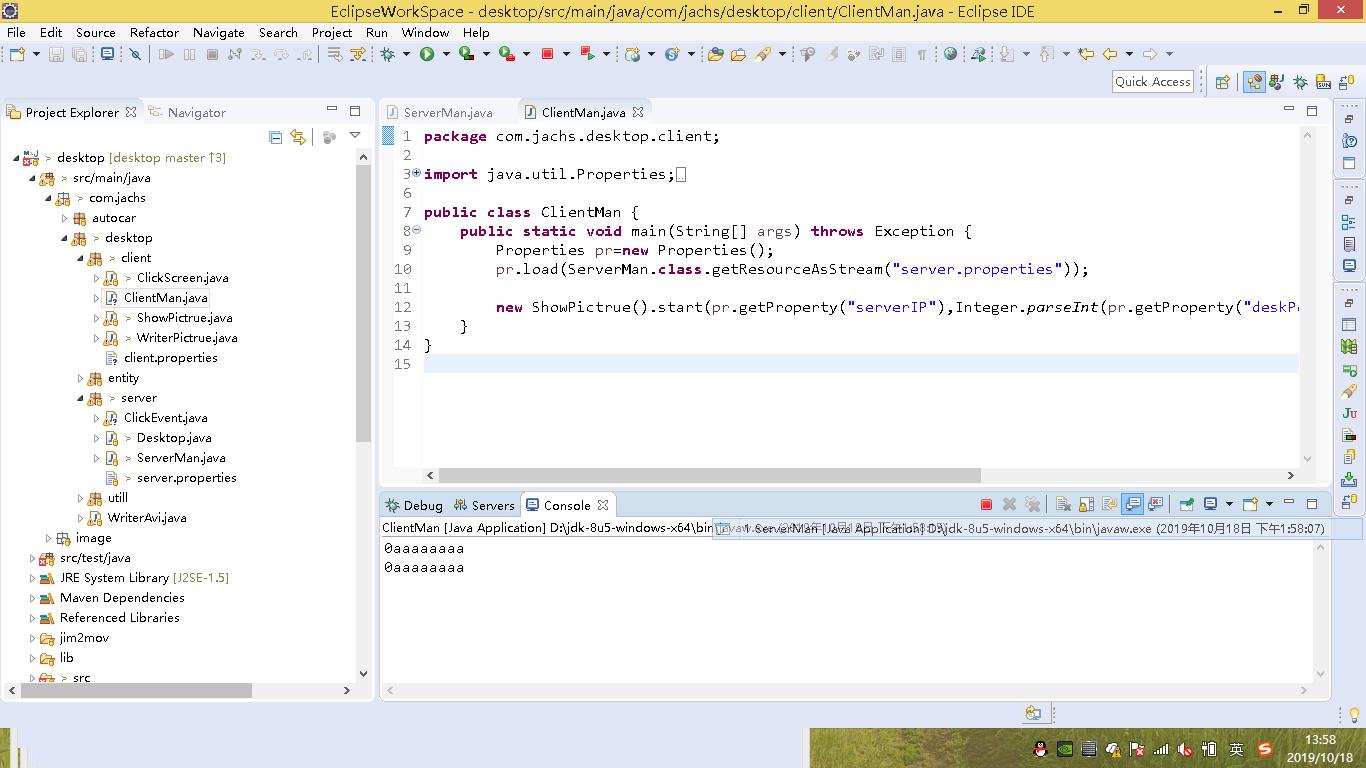 EclipseWorkSpace - desktop/src/main/java/com/jachs/desktop/client/ClientMan.java - Eclipse IDE
File Edit Source Refactor Navigate Search Project Run Window Help
Quick Access
Project Explorer
Navigator
desktop [desktop master ↑3]
src/main/java
com.jachs
autocar
desktop
client
ClickScreen.java
ClientMan.java
ShowPictrue.java
WriterPictrue.java
client.properties
entity
server
ClickEvent.java
Desktop.java
ServerMan.java
server.properties
utill
WriterAvi.java
image
src/test/java
JRE System Library [J2SE-1.5]
Maven Dependencies
Referenced Libraries
jim2mov
lib
src
ServerMan.java
ClientMan.java
1 package com.jachs.desktop.client;
2
3 import java.util.Properties;
6
7 public class ClientMan {
8 public static void main(String[] args) throws Exception {
9 Properties pr=new Properties();
10 pr.load(ServerMan.class.getResourceAsStream("server.properties"));
11
12 new ShowPictrue().start(pr.getProperty("serverIP"),Integer.parseInt(pr.getProperty("deskP
13 }
14 }
15
Debug Servers Console
ClientMan [Java Application] D:\jdk-8u5-windows-x64\bin
1 ServerMan [Java Application] D:\jdk-8u5-windows-x64\bin\javaw.exe (2019年10月18日 下午1:58:07)
0aaaaaaaa
0aaaaaaaa
英
13:58
2019/10/18